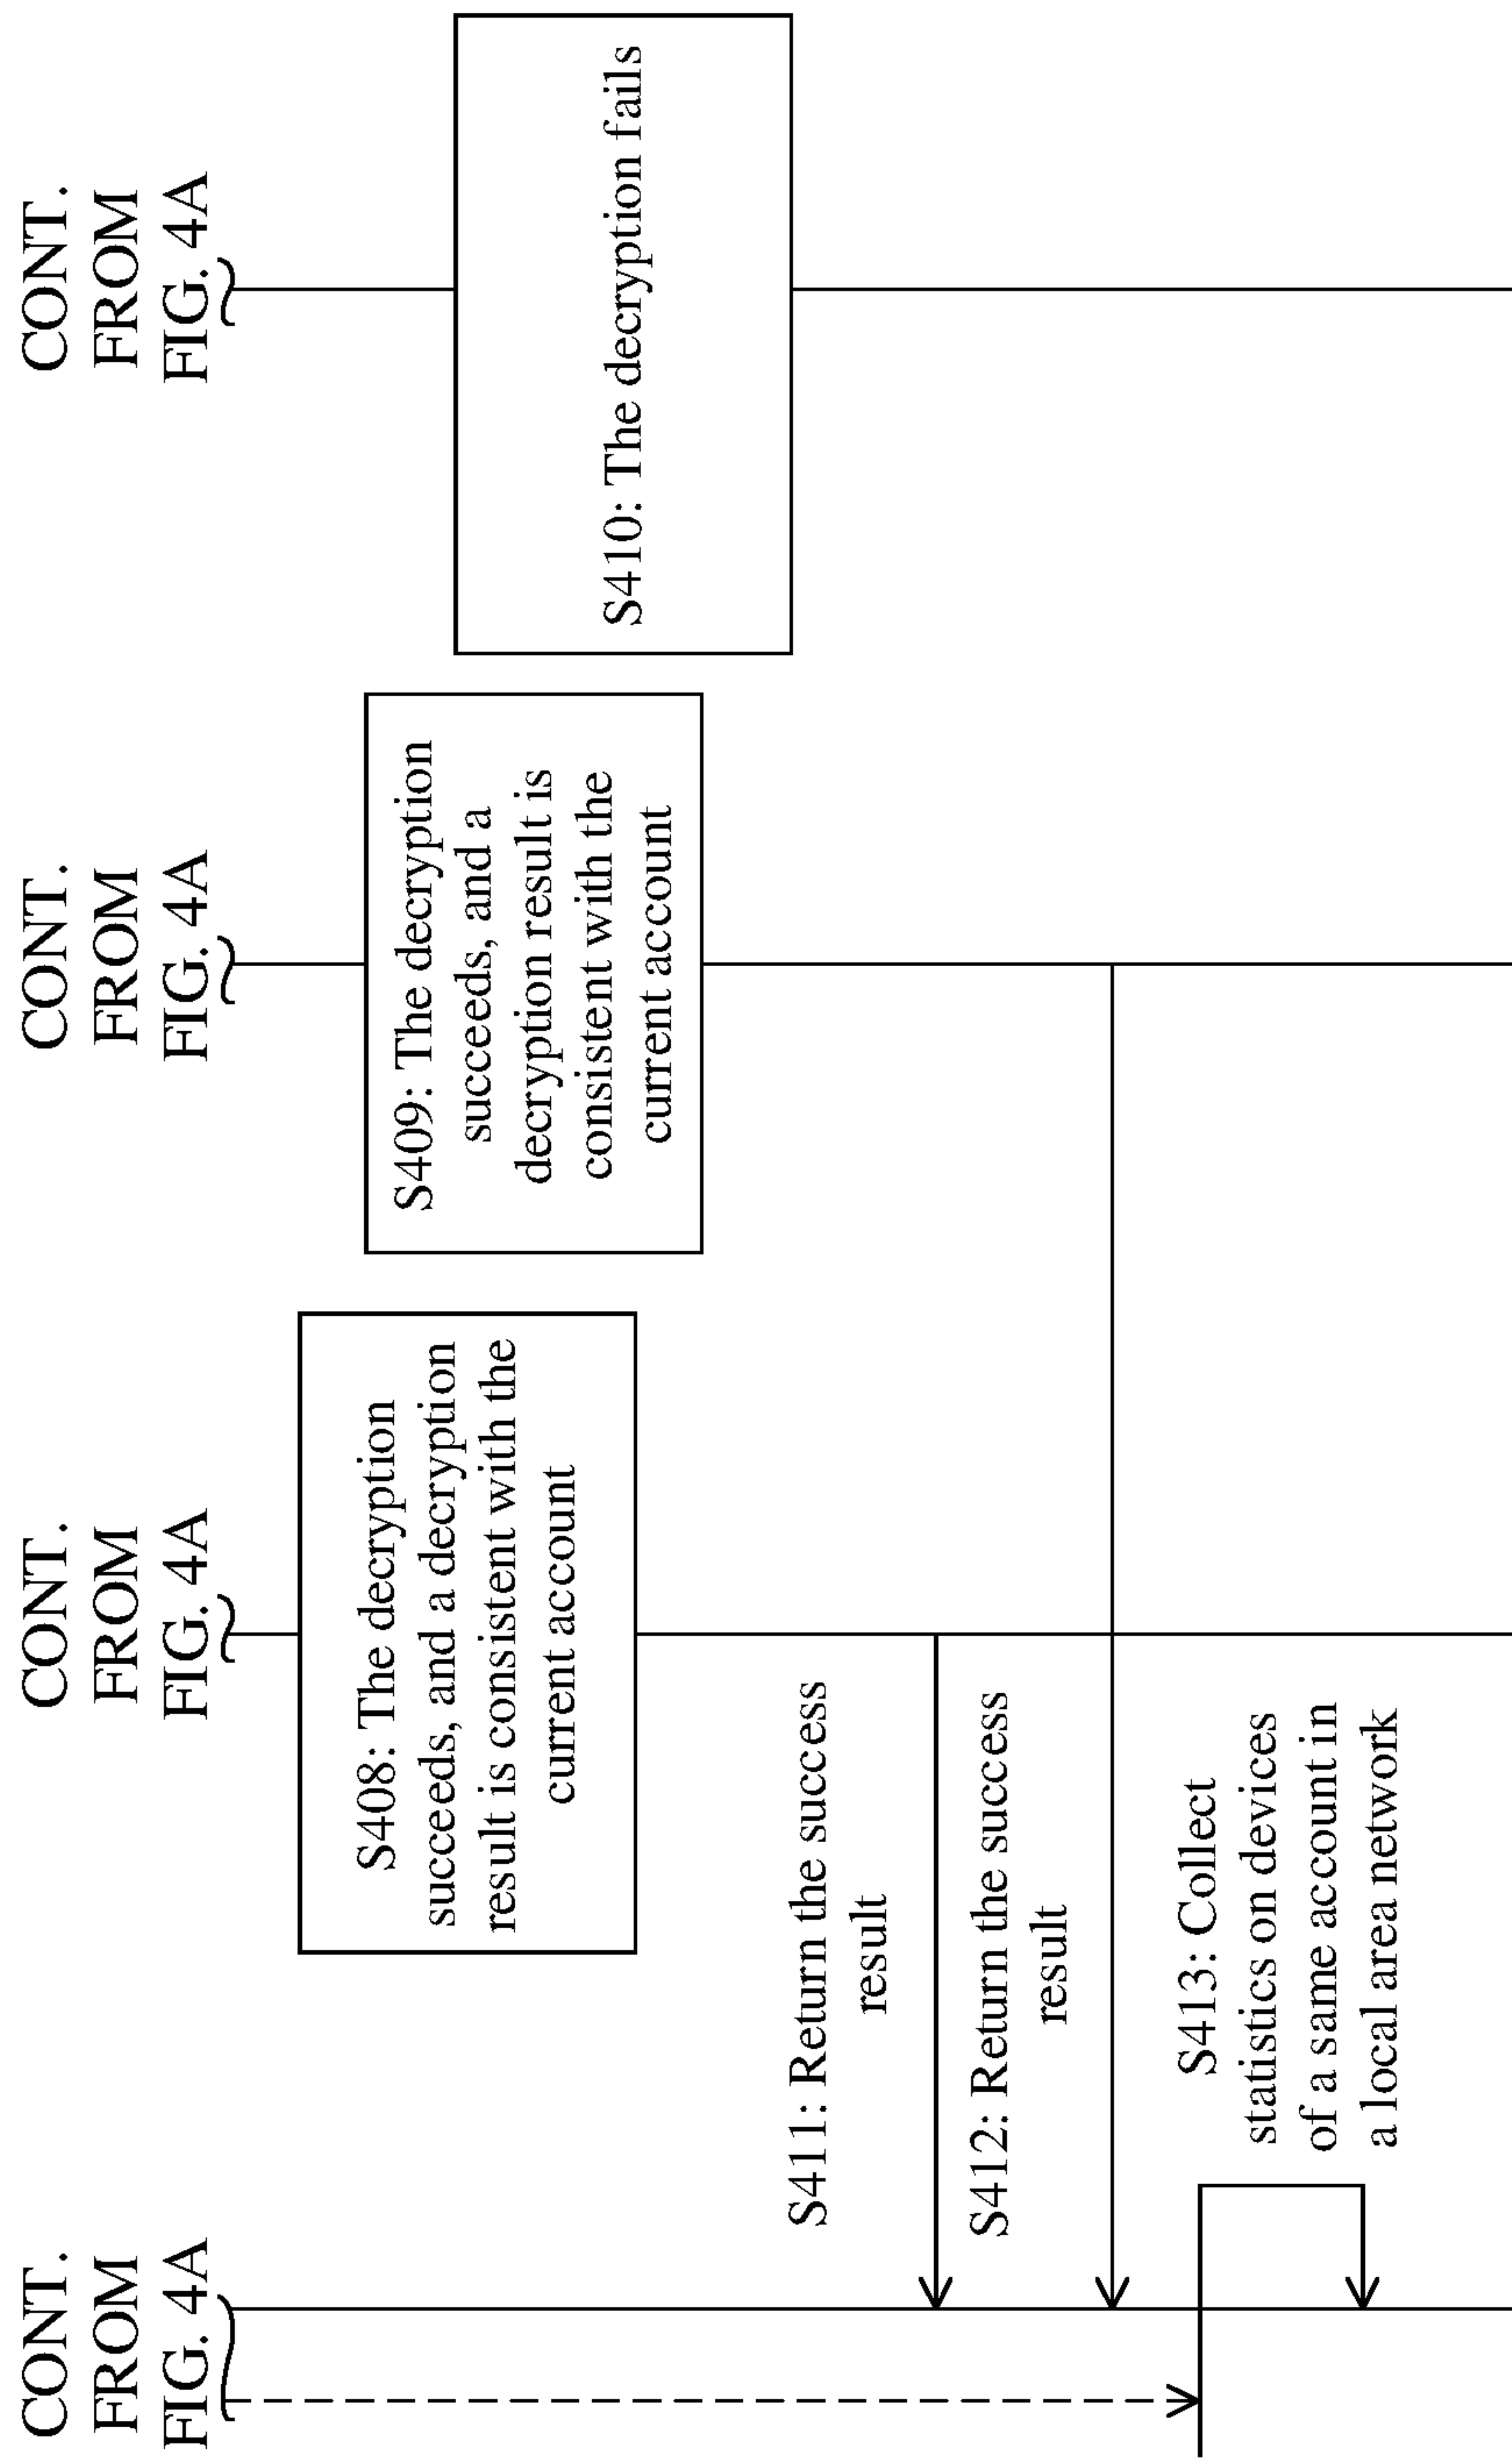 CONT.
FROM
FIG. 4A
CONT.
FROM
FIG. 4A
CONT.
FROM
FIG. 4A
CONT.
FROM
FIG. 4A
S408: The decryption
succeeds, and a decryption
result is consistent with the
current account
S409: The decryption
succeeds, and a
decryption result is
consistent with the
current account
S410: The decryption fails
S411: Return the success
result
S412: Return the success
result
S413: Collect
statistics on devices
of a same account in
a local area network